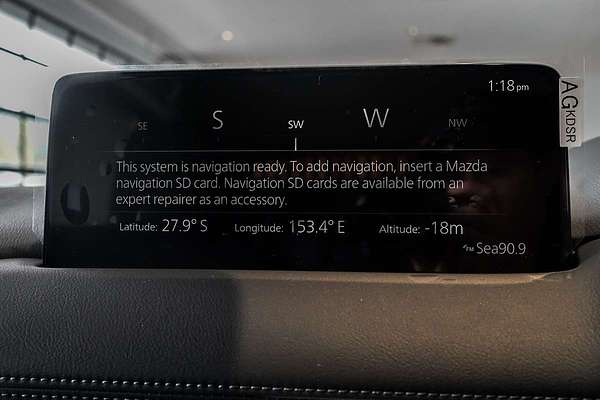 1:18 pm
SE S SW W NW
This system is navigation ready. To add navigation, insert a Mazda
navigation SD card. Navigation SD cards are available from an
expert repairer as an accessory.
Latitude: 27.9° S Longitude: 153.4° E Altitude: -18m
FM Sea90.9
AGKDSR